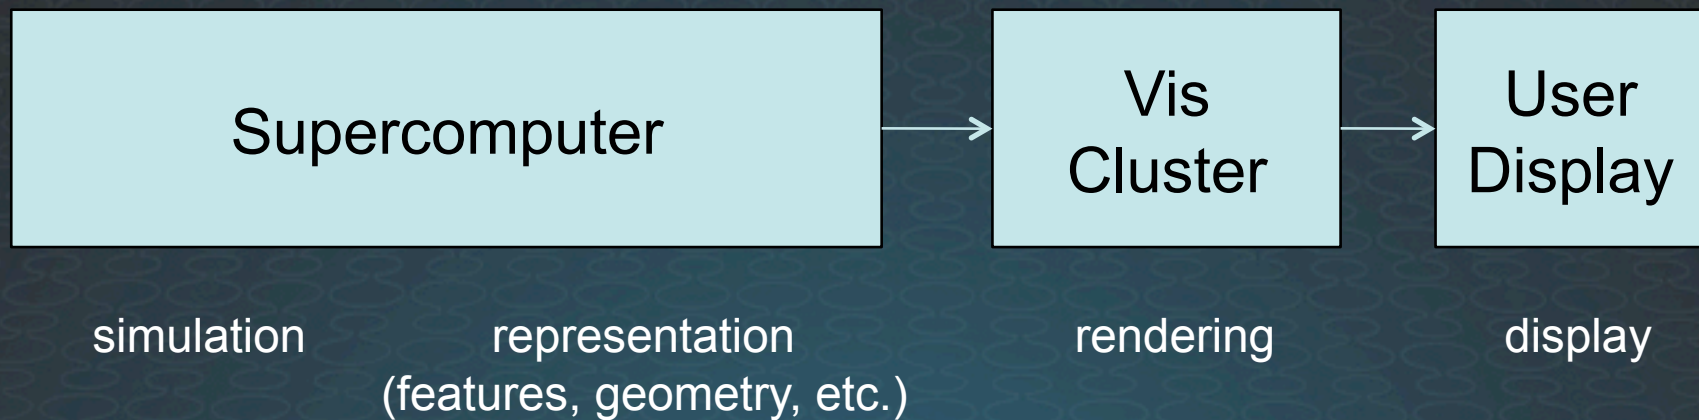 Supercomputer
Vis
Cluster
User
Display
simulation
representation
(features, geometry, etc.)
rendering
display